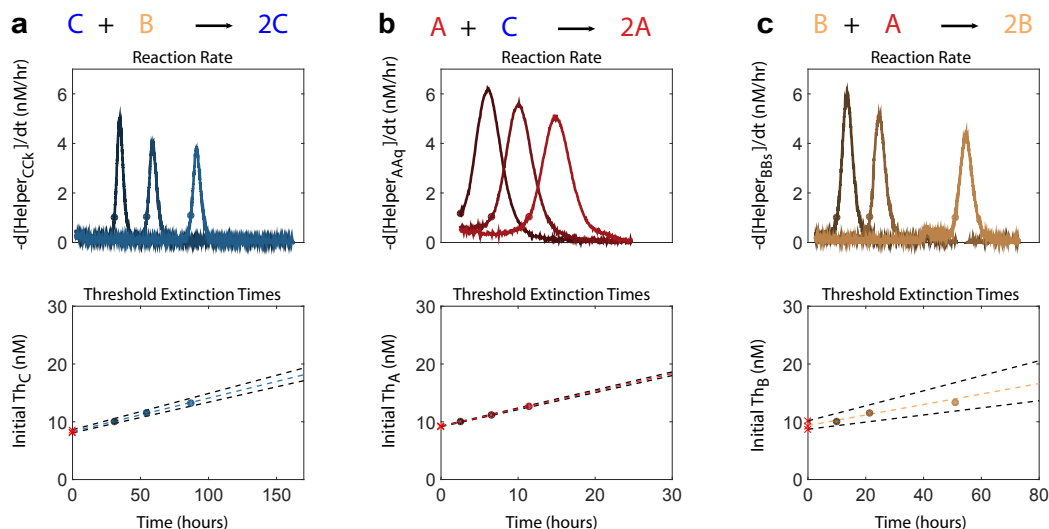 a
C + B → 2C
Reaction Rate
-d[Helper_CCk]/dt (nM/hr)
6
4
2
0
Threshold Extinction Times
Initial Th_C (nM)
30
20
10
0
0 50 100 150
Time (hours)
b
A + C → 2A
Reaction Rate
-d[Helper_AAq]/dt (nM/hr)
6
4
2
0
Threshold Extinction Times
Initial Th_A (nM)
30
20
10
0
0 10 20 30
Time (hours)
c
B + A → 2B
Reaction Rate
-d[Helper_BBs]/dt (nM/hr)
6
4
2
0
Threshold Extinction Times
Initial Th_B (nM)
30
20
10
0
0 20 40 60 80
Time (hours)